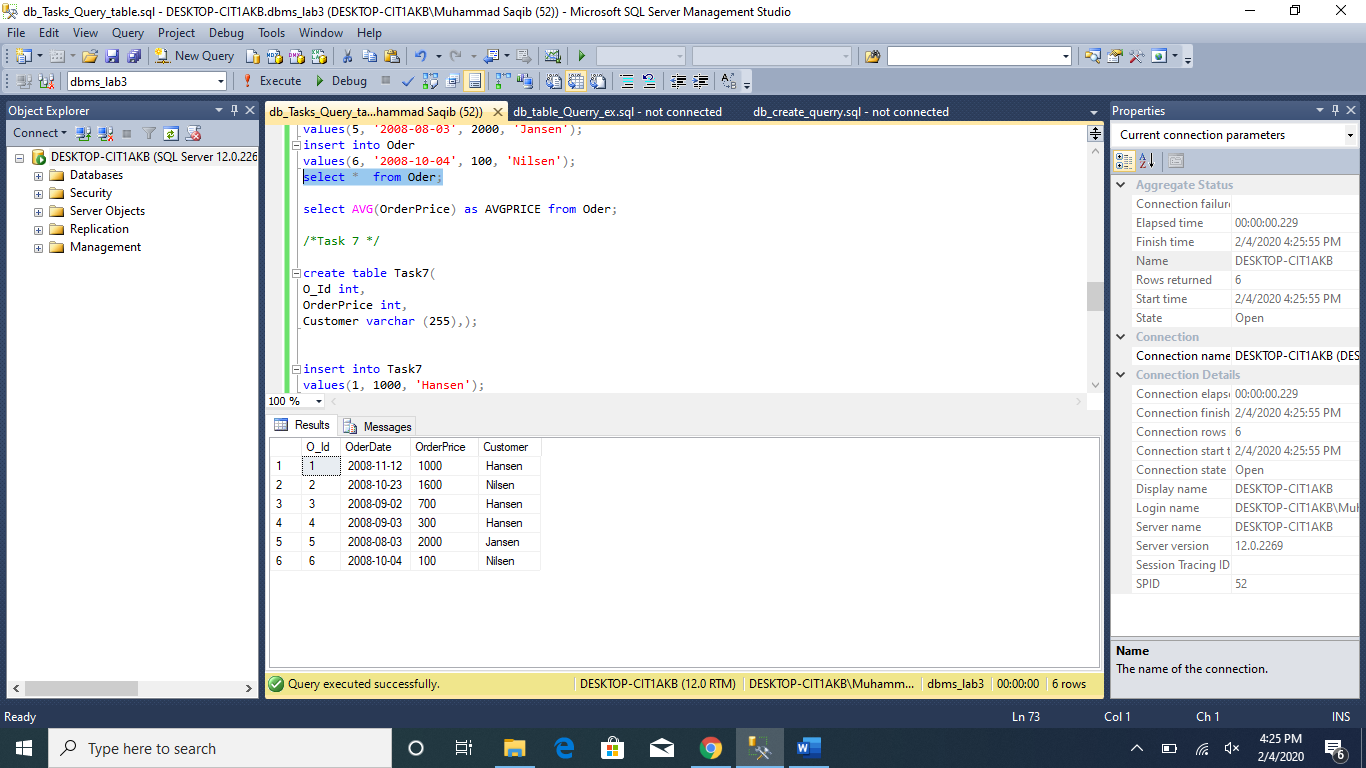 db_Tasks_Query_table.sql - DESKTOP-CIT1AKB.dbms_lab3 (DESKTOP-CIT1AKB\Muhammad Saqib (52)) - Microsoft SQL Server Management Studio
File Edit View Query Project Debug Tools Window Help
New Query
dbms_lab3 Execute Debug
Object Explorer
Connect
DESKTOP-CIT1AKB (SQL Server 12.0.226
Databases
Security
Server Objects
Replication
Management
db_Tasks_Query_ta...hammad Saqib (52)) db_table_Querry_ex.sql - not connected db_create_querry.sql - not connected
values(5, '2008-08-03', 2000, 'Jansen');
insert into Oder
values(6, '2008-10-04', 100, 'Nilsen');
select * from Oder;
select AVG(OrderPrice) as AVGPRICE from Oder;
/*Task 7 */
create table Task7(
O_Id int,
OrderPrice int,
Customer varchar (255),);
insert into Task7
values(1, 1000, 'Hansen');
100 %
Results Messages
O_Id OderDate OrderPrice Customer
1 1 2008-11-12 1000 Hansen
2 2 2008-10-23 1600 Nilsen
3 3 2008-09-02 700 Hansen
4 4 2008-09-03 300 Hansen
5 5 2008-08-03 2000 Jansen
6 6 2008-10-04 100 Nilsen
Query executed successfully. DESKTOP-CIT1AKB (12.0 RTM) DESKTOP-CIT1AKB\Muhamm... dbms_lab3 00:00:00 6 rows
Properties
Current connection parameters
Aggregate Status
Connection failur
Elapsed time 00:00:00.229
Finish time 2/4/2020 4:25:55 PM
Name DESKTOP-CIT1AKB
Rows returned 6
Start time 2/4/2020 4:25:55 PM
State Open
Connection
Connection name DESKTOP-CIT1AKB (DES
Connection Details
Connection elaps 00:00:00.229
Connection finish 2/4/2020 4:25:55 PM
Connection rows 6
Connection start t 2/4/2020 4:25:55 PM
Connection state Open
Display name DESKTOP-CIT1AKB
Login name DESKTOP-CIT1AKB\Muh
Server name DESKTOP-CIT1AKB
Server version 12.0.2269
Session Tracing ID
SPID 52
Name
The name of the connection.
Ready Ln 73 Col 1 Ch 1 INS
Type here to search
4:25 PM
2/4/2020
6